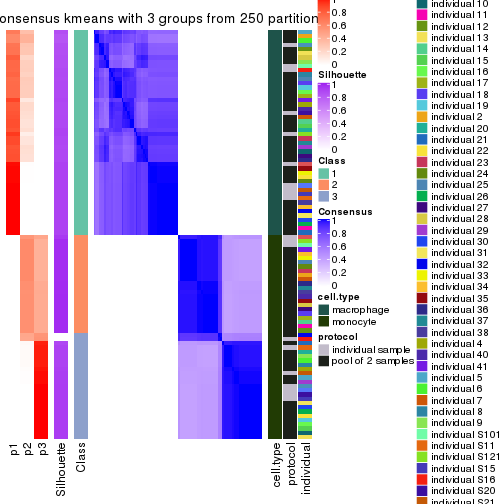 onsensus kmeans with 3 groups from 250 partition
0.8
0.6
0.4
0.2
0
Silhouette
1
0.8
0.6
0.4
0.2
0
Class
1
2
3
Consensus
1
0.8
0.6
0.4
0.2
0
cell.type
macrophage
monocyte
protocol
individual sample
pool of 2 samples
individual 10
individual 11
individual 12
individual 13
individual 14
individual 15
individual 16
individual 17
individual 18
individual 19
individual 2
individual 20
individual 21
individual 22
individual 23
individual 24
individual 25
individual 26
individual 27
individual 28
individual 29
individual 30
individual 31
individual 32
individual 33
individual 34
individual 35
individual 36
individual 37
individual 38
individual 4
individual 40
individual 41
individual 5
individual 6
individual 7
individual 8
individual 9
individual S101
individual S11
individual S121
individual S15
individual S16
individual S20
individual S21
p1
p2
p3
Silhouette
Class
cell.type
protocol
individual